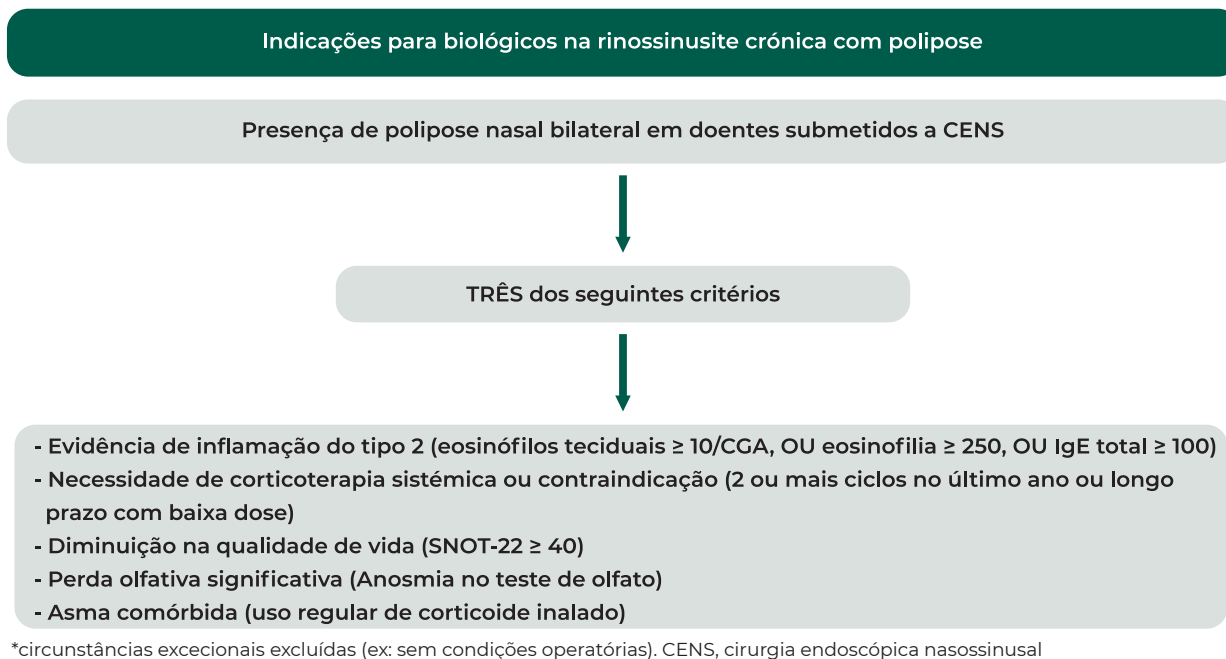 Indicações para biológicos na rinossinusite crónica com polipose
Presença de polipose nasal bilateral em doentes submetidos a CENS
TRÊS dos seguintes critérios
- Evidência de inflamação do tipo 2 (eosinófilos teciduais ≥ 10/CGA, OU eosinofilia ≥ 250, OU IgE total ≥ 100)
- Necessidade de corticoterapia sistémica ou contraindicação (2 ou mais ciclos no último ano ou longo
prazo com baixa dose)
- Diminuição na qualidade de vida (SNOT-22 ≥ 40)
- Perda olfativa significativa (Anosmia no teste de olfato)
- Asma comórbida (uso regular de corticoide inalado)
*circunstâncias excecionais excluídas (ex: sem condições operatórias). CENS, cirurgia endoscópica nasossinusal